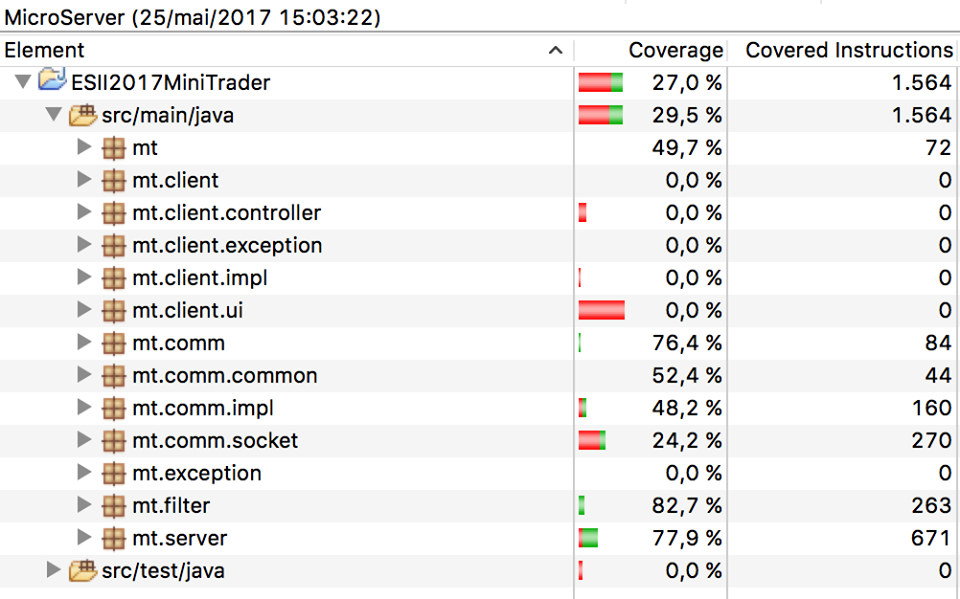 MicroServer (25/mai/2017 15:03:22)
Element Coverage Covered Instructions
ESII2017MiniTrader 27,0 % 1.564
src/main/java 29,5 % 1.564
mt 49,7 % 72
mt.client 0,0 % 0
mt.client.controller 0,0 % 0
mt.client.exception 0,0 % 0
mt.client.impl 0,0 % 0
mt.client.ui 0,0 % 0
mt.comm 76,4 % 84
mt.comm.common 52,4 % 44
mt.comm.impl 48,2 % 160
mt.comm.socket 24,2 % 270
mt.exception 0,0 % 0
mt.filter 82,7 % 263
mt.server 77,9 % 671
src/test/java 0,0 % 0